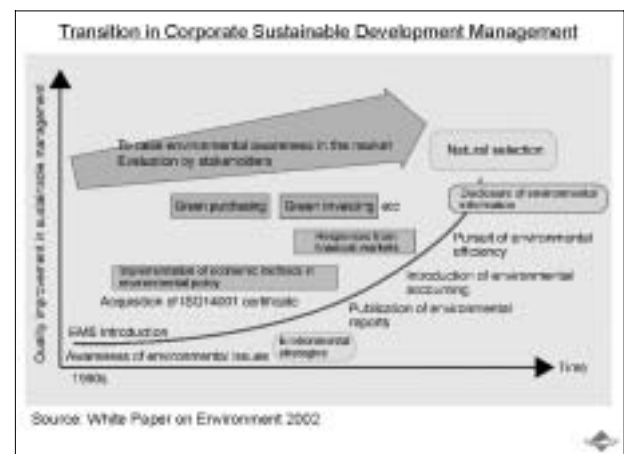 Transition in Corporate Sustainable Development Management
Quality improvement in sustainable management
To raise environmental awareness in the market
Evaluation by stakeholders
Natural selection
Green purchasing
Green investing
etc
Disclosure of environmental
information
Responses from
financial markets
Pursuit of environmental
efficiency
Implementation of economic methods in
environmental policy
Introduction of environmental
accounting
Acquisition of ISO14001 certificate
Publication of environmental
reports
EMS Introduction
Environmental
strategies
Awareness of environmental issues
Time
1990s
Source: White Paper on Environment 2002